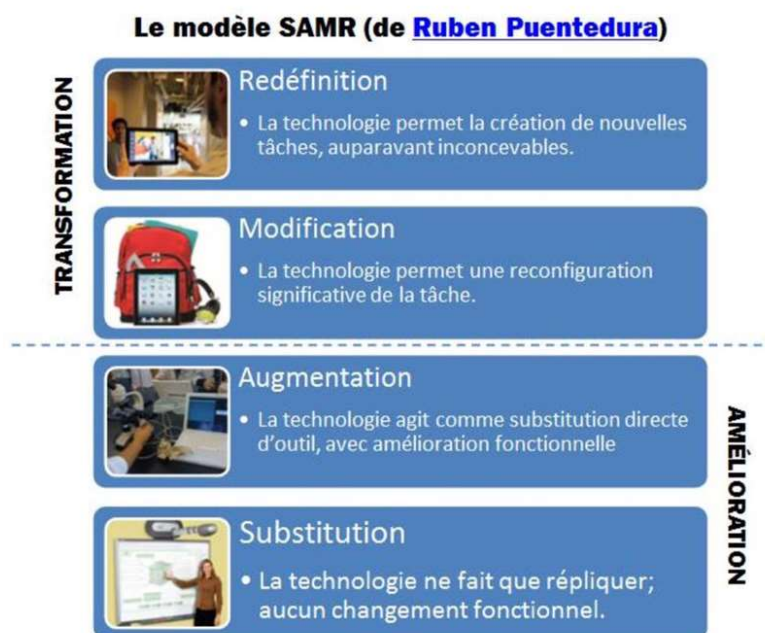 Le modèle SAMR (de Ruben Puentedura)
TRANSFORMATION
Redéfinition
• La technologie permet la création de nouvelles
tâches, auparavant inconcevables.
Modification
• La technologie permet une reconfiguration
significative de la tâche.
AMÉLIORATION
Augmentation
• La technologie agit comme substitution directe
d'outil, avec amélioration fonctionnelle
Substitution
• La technologie ne fait que répliquer;
aucun changement fonctionnel.